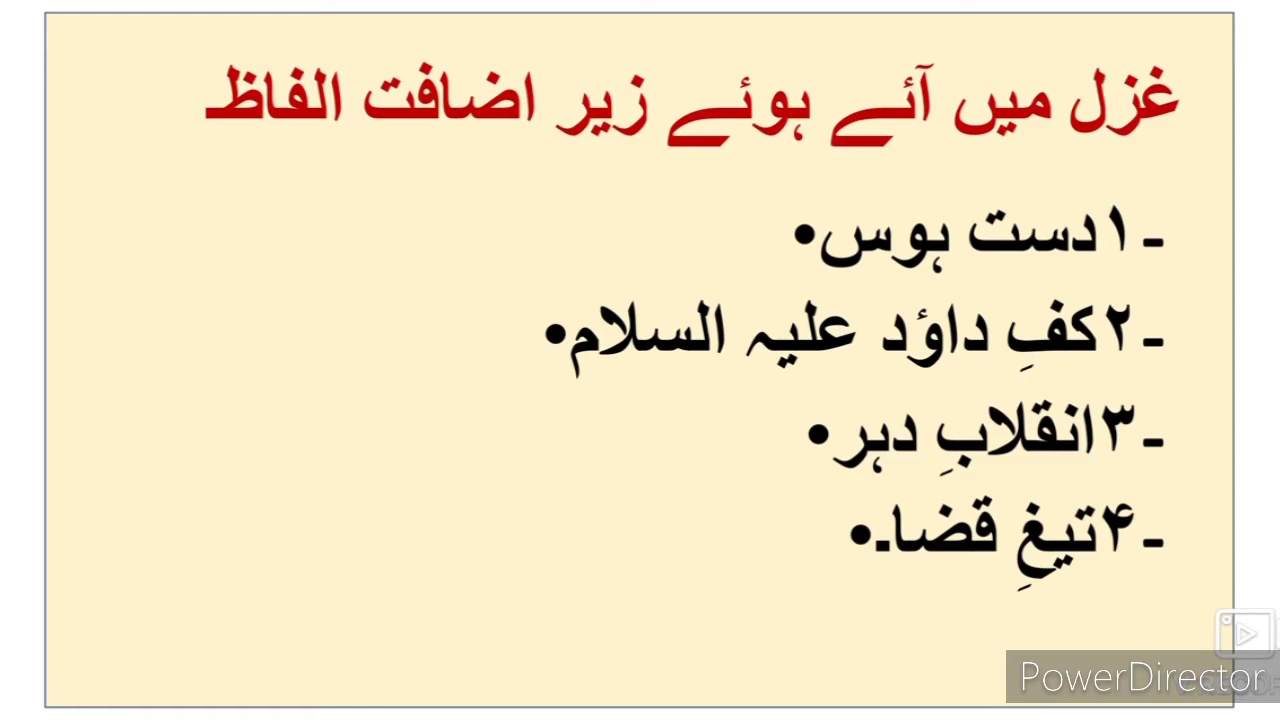 غزل میں آئے ہوئے زیر اضافت الفاظ
۱۔دست ہوس•
۲۔کفِ داؤد علیہ السلام•
۳۔انقلابِ دہر•
۴۔تیغِ قضا۔•
PowerDirector